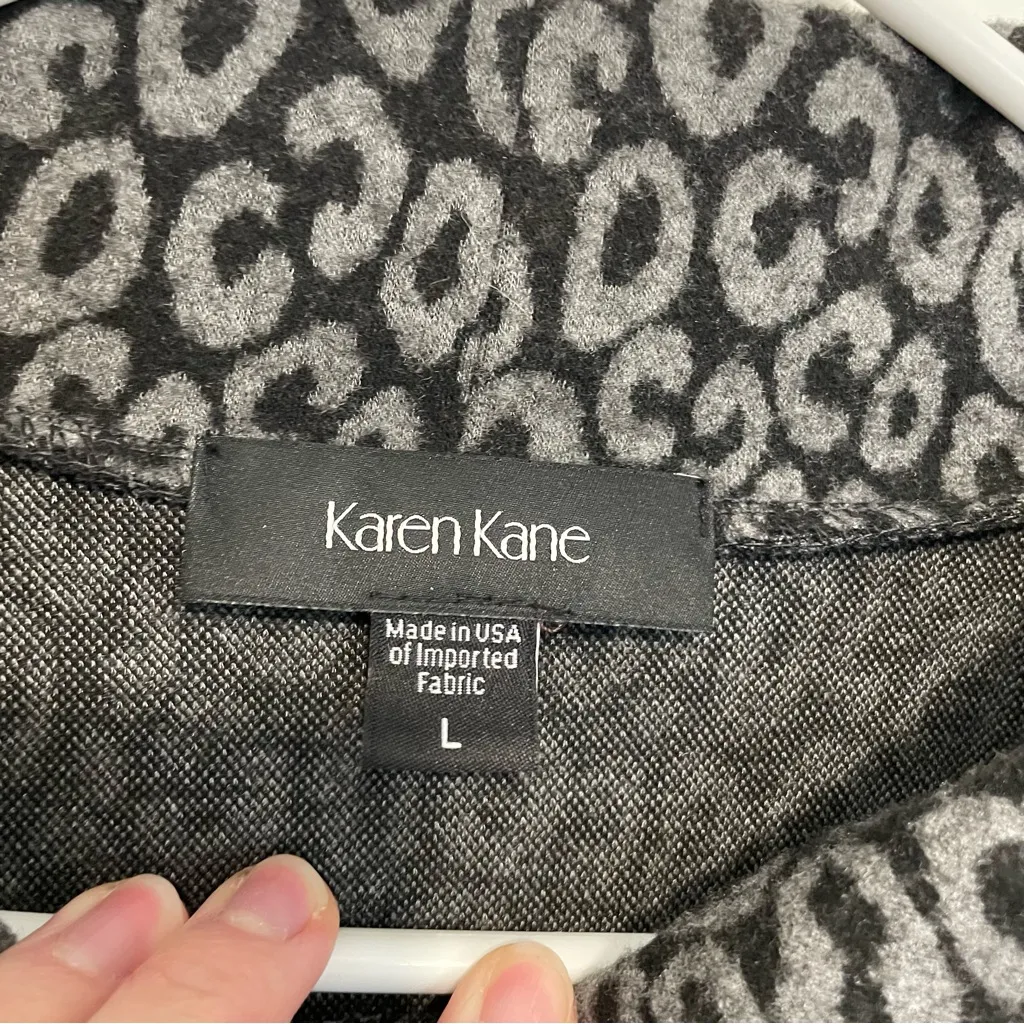 Karen Kane
Made in USA
of Imported
Fabric
L